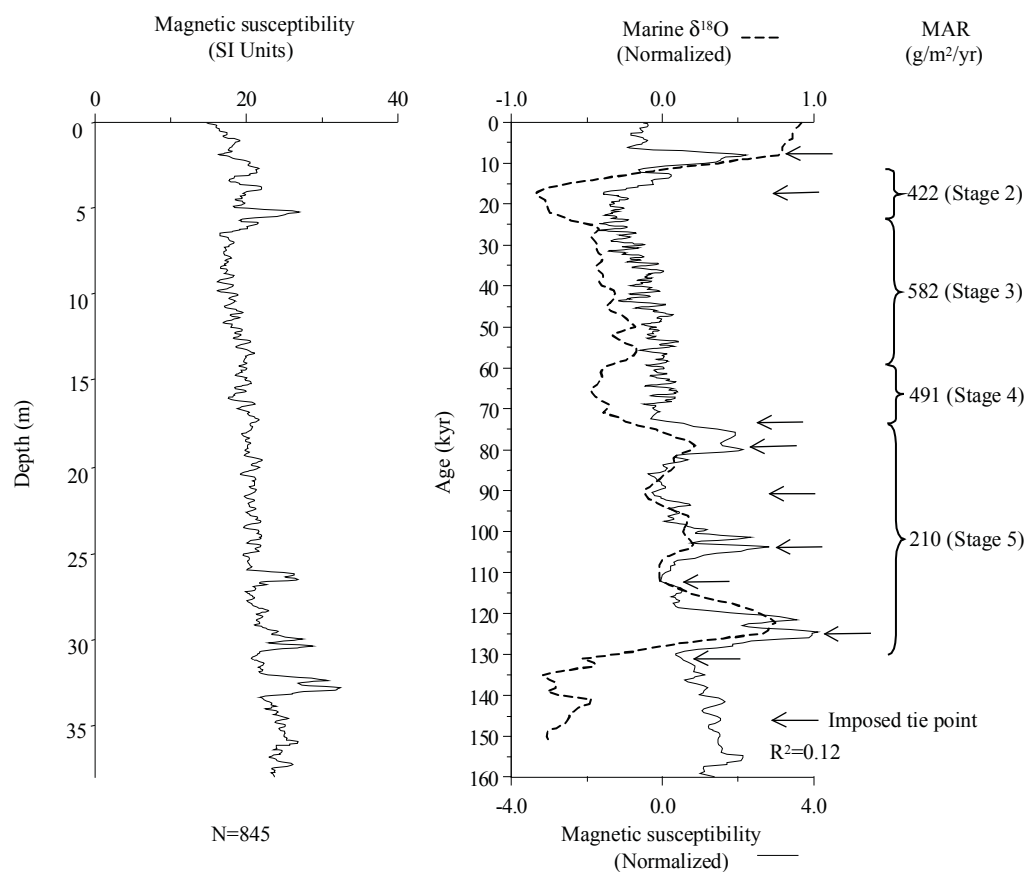 Magnetic susceptibility
(SI Units)
0 20 40
0
5
10
15
20
25
30
35
Depth (m)
N=845
Marine δ¹⁸O
(Normalized)
-1.0 0.0 1.0
0
10
20
30
40
50
60
70
80
90
100
110
120
130
140
150
160
Age (kyr)
Imposed tie point
R²=0.12
-4.0 0.0 4.0
Magnetic susceptibility
(Normalized)
MAR
(g/m²/yr)
422 (Stage 2)
582 (Stage 3)
491 (Stage 4)
210 (Stage 5)